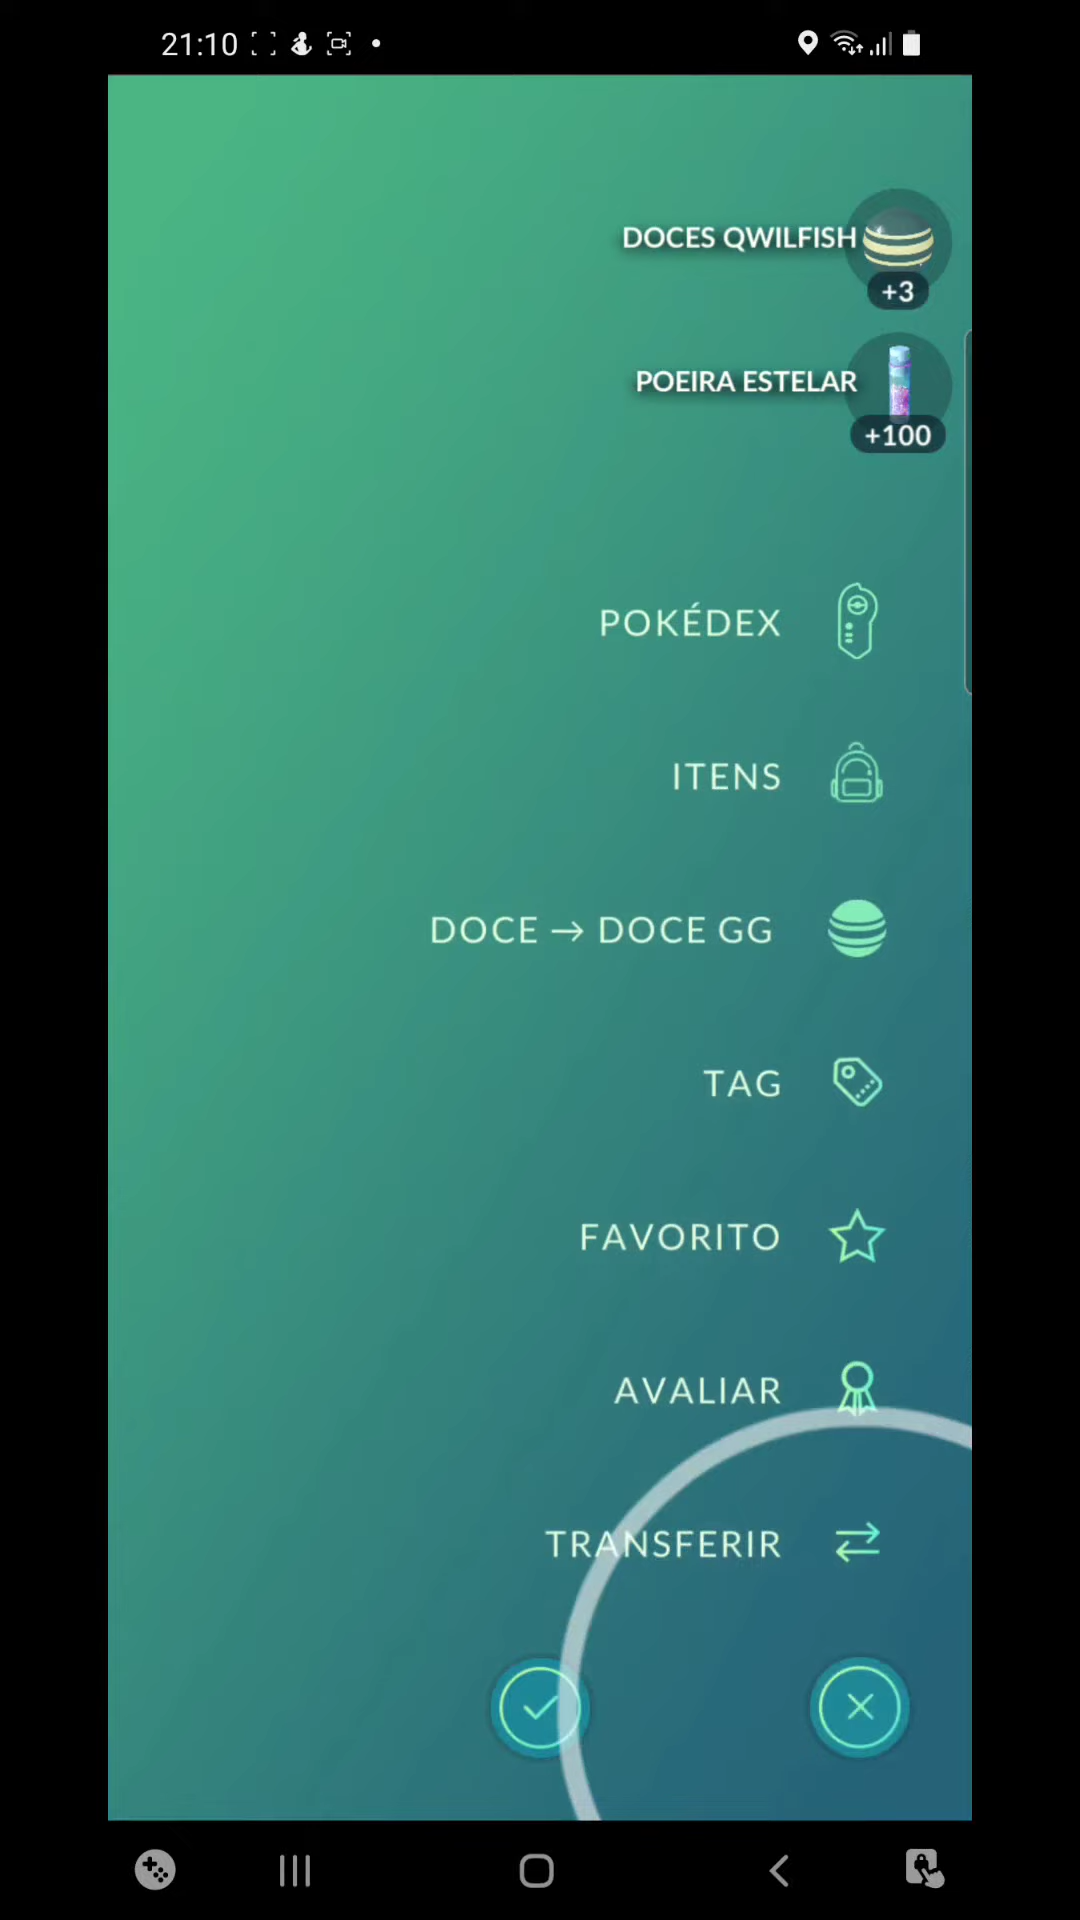 21:10
DOCES QWILFISH
+3
POEIRA ESTELAR
+100
POKÉDEX
ITENS
DOCE → DOCE GG
TAG
FAVORITO
AVALIAR
TRANSFERIR